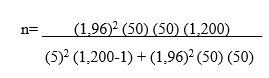 n= (1,96)² (50) (50) (1,200)
(5)² (1,200-1) + (1,96)² (50) (50)